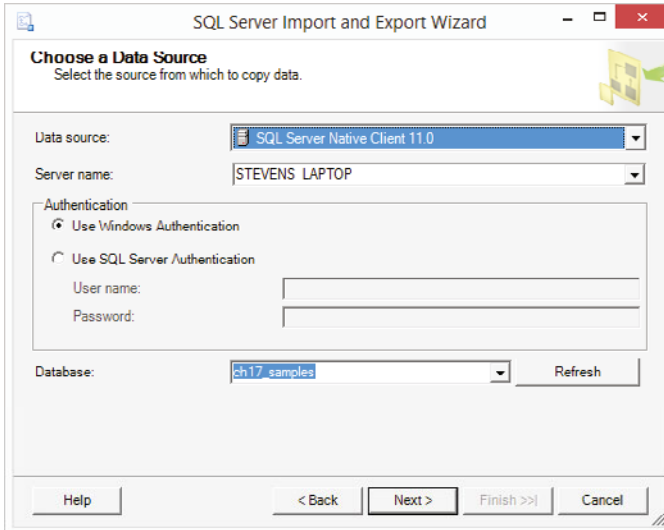 SQL Server Import and Export Wizard
Choose a Data Source
Select the source from which to copy data.
Data source:
SQL Server Native Client 11.0
Server name:
STEVENS LAPTOP
Authentication
Use Windows Authentication
Use SQL Server Authentication
User name:
Password:
Database:
ch17_samples
Refresh
Help
< Back
Next >
Finish >>|
Cancel